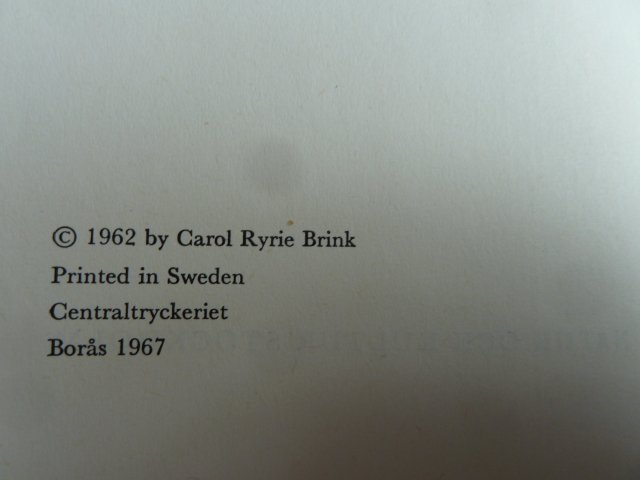 © 1962 by Carol Ryrie Brink
Printed in Sweden
Centraltryckeriet
Borås 1967